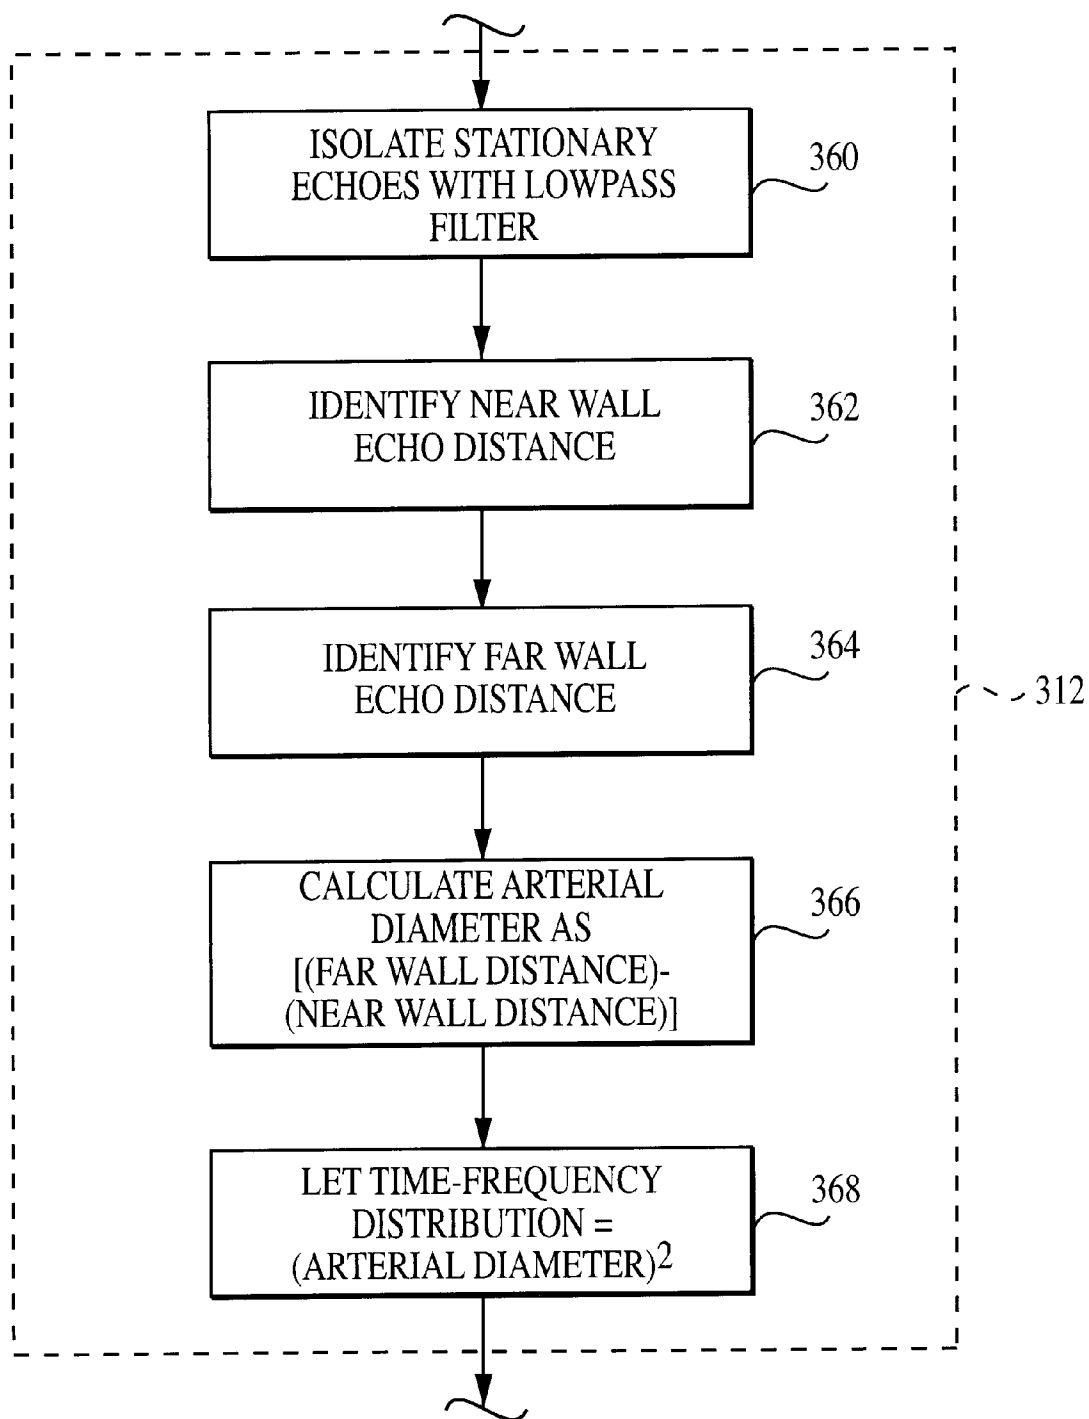 ISOLATE STATIONARY
ECHOES WITH LOWPASS
FILTER
360
IDENTIFY NEAR WALL
ECHO DISTANCE
362
IDENTIFY FAR WALL
ECHO DISTANCE
364
312
CALCULATE ARTERIAL
DIAMETER AS
[(FAR WALL DISTANCE)-
(NEAR WALL DISTANCE)]
366
LET TIME-FREQUENCY
DISTRIBUTION =
(ARTERIAL DIAMETER)2
368